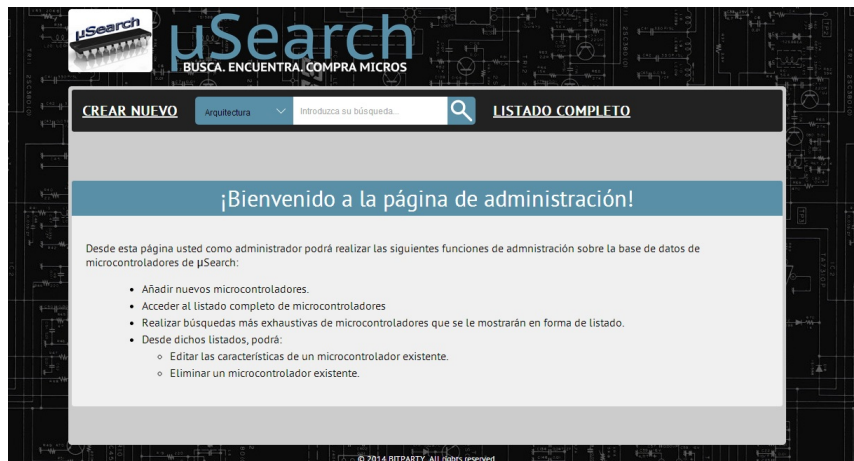 µSearch
µSearch
BUSCA. ENCUENTRA. COMPRA MICROS
CREAR NUEVO
Arquitectura
Introduzca su búsqueda...
LISTADO COMPLETO
¡Bienvenido a la página de administración!
Desde esta página usted como administrador podrá realizar las siguientes funciones de admnistración sobre la base de datos de
microcontroladores de µSearch:
Añadir nuevos microcontroladores.
Acceder al listado completo de microcontroladores
Realizar búsquedas más exhaustivas de microcontroladores que se le mostrarán en forma de listado.
Desde dichos listados, podrá:
Editar las características de un microcontrolador existente.
Eliminar un microcontrolador existente.
© 2014 BITPARTY. All rights reserved